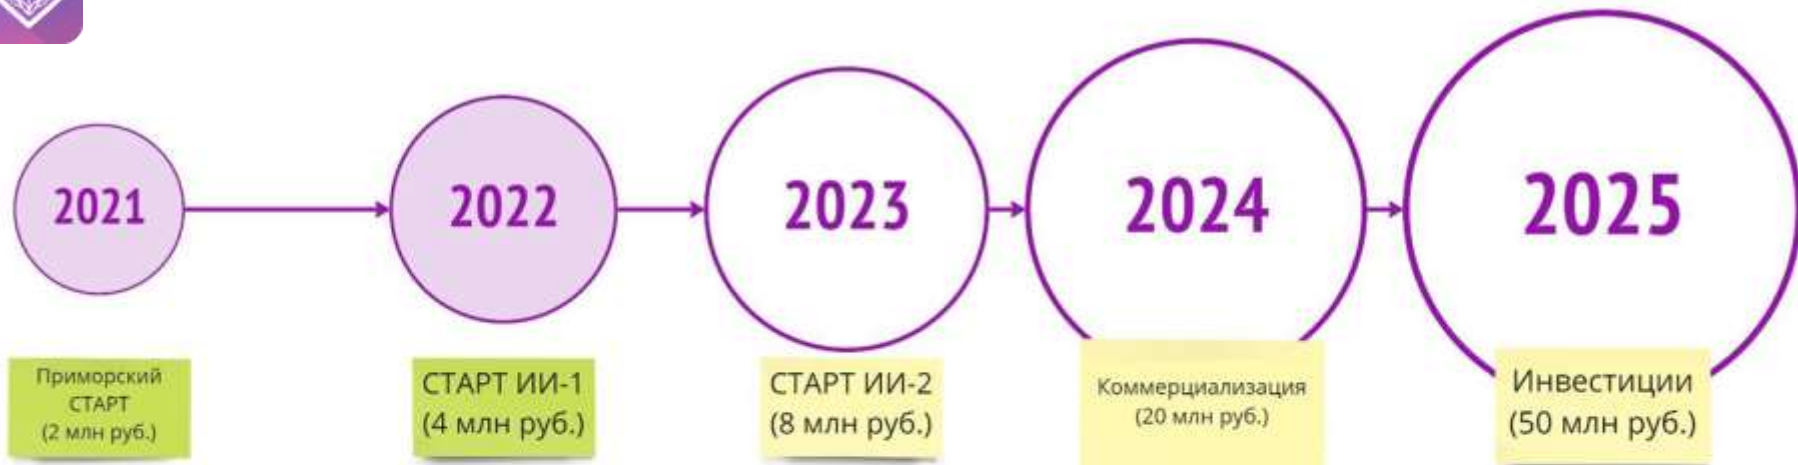 2021
2022
2023
2024
2025
Приморский
СТАРТ
(2 млн руб.)
СТАРТ ИИ-1
(4 млн руб.)
СТАРТ ИИ-2
(8 млн руб.)
Коммерциализация
(20 млн руб.)
Инвестиции
(50 млн руб.)